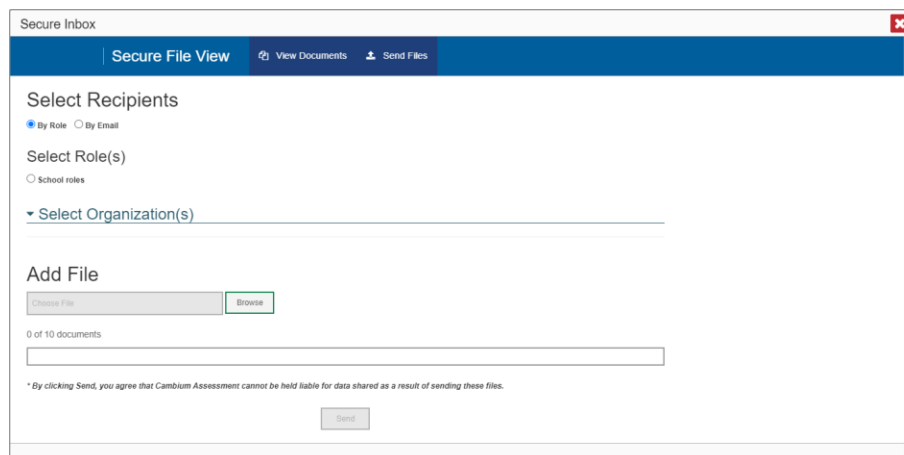 Secure Inbox
Secure File View View Documents Send Files
Select Recipients
By Role By Email
Select Role(s)
School roles
Select Organization(s)
Add File
Choose File Browse
0 of 10 documents
* By clicking Send, you agree that Cambium Assessment cannot be held liable for data shared as a result of sending these files.
Send